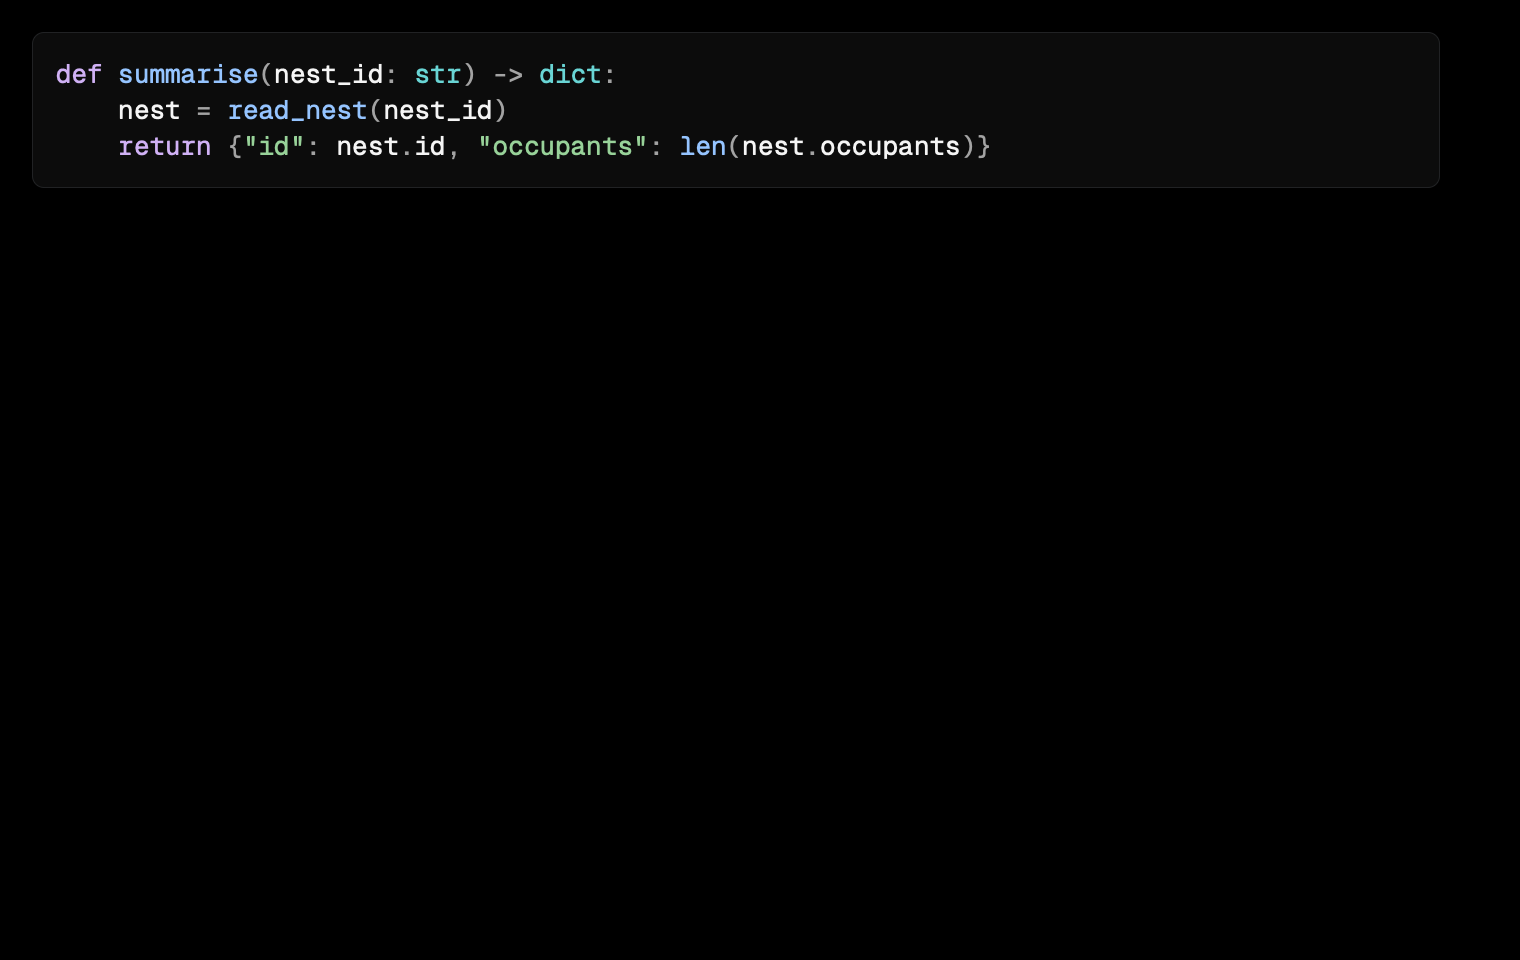 def summarise(nest_id: str) -> dict:
    nest = read_nest(nest_id)
    return {"id": nest.id, "occupants": len(nest.occupants)}